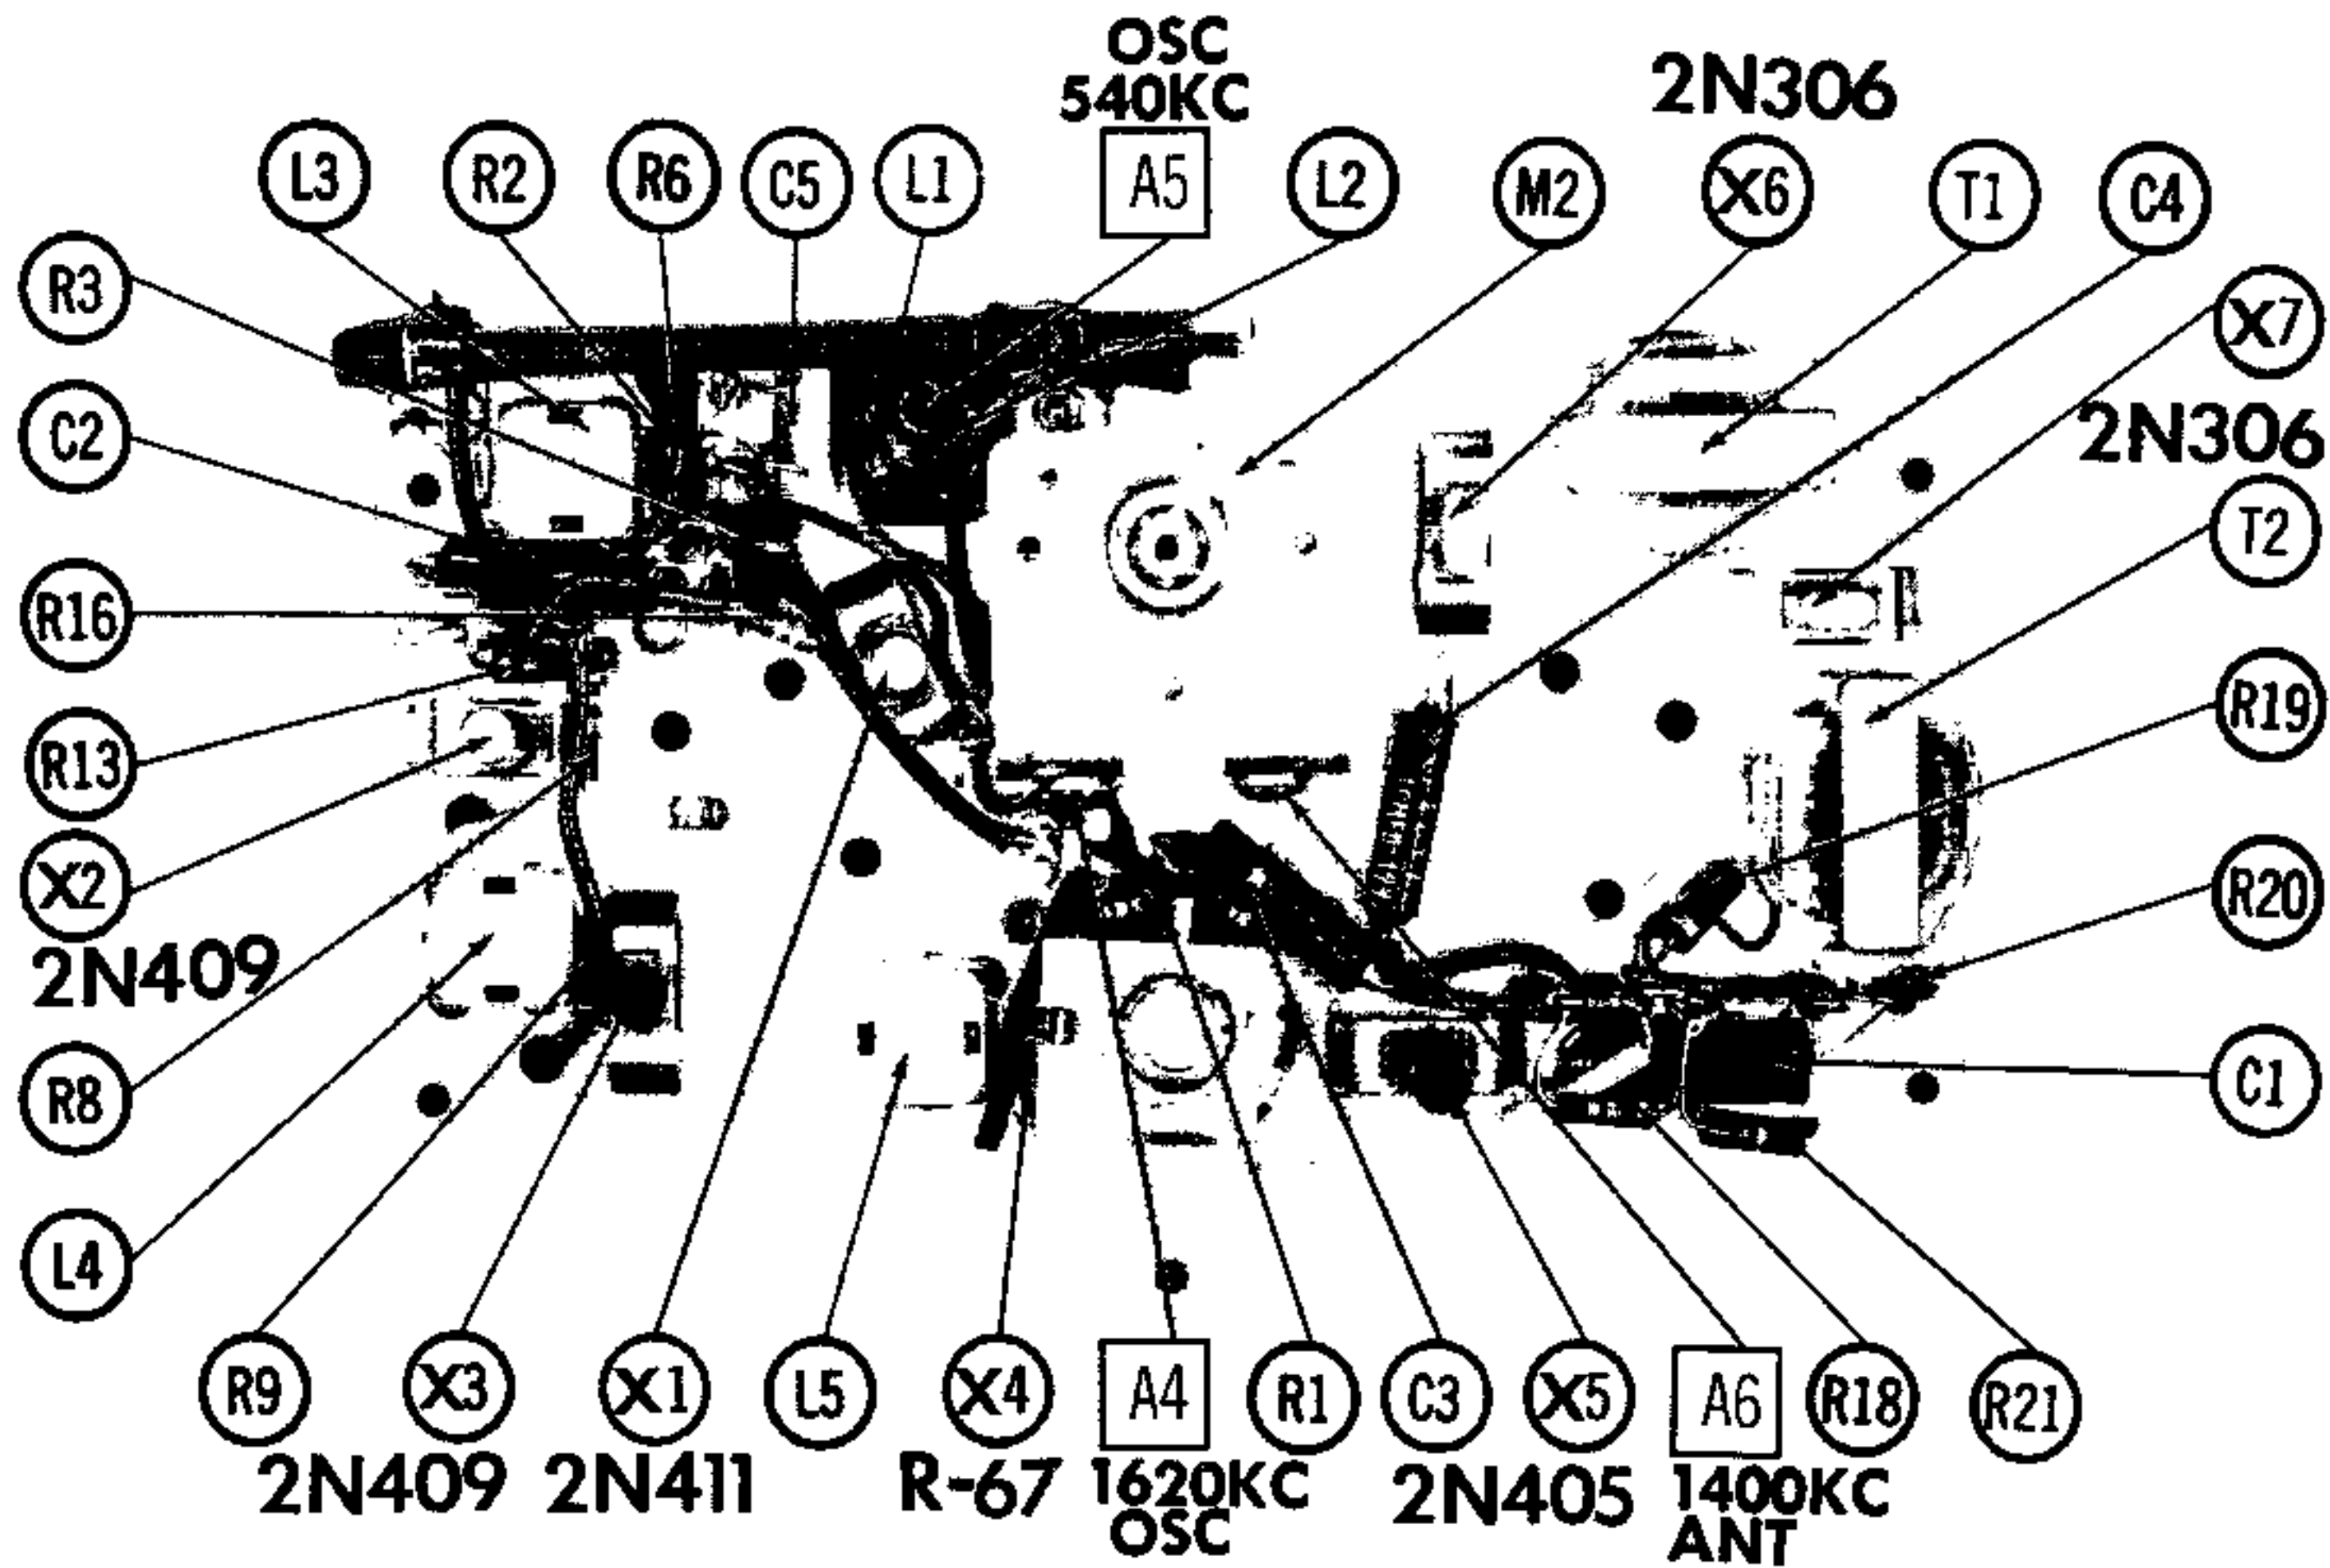 OSC
540KC
2N306
L3
R2
R6
C5
L1
A5
L2
M2
X6
T1
C4
R3
X7
2N306
C2
T2
R16
R19
R13
X2
2N409
R20
R8
C1
L4
R9
X3
X1
L5
X4
A4
R1
C3
X5
A6
R18
R21
2N409
2N411
R-67
1620KC
OSC
2N405
1400KC
ANT